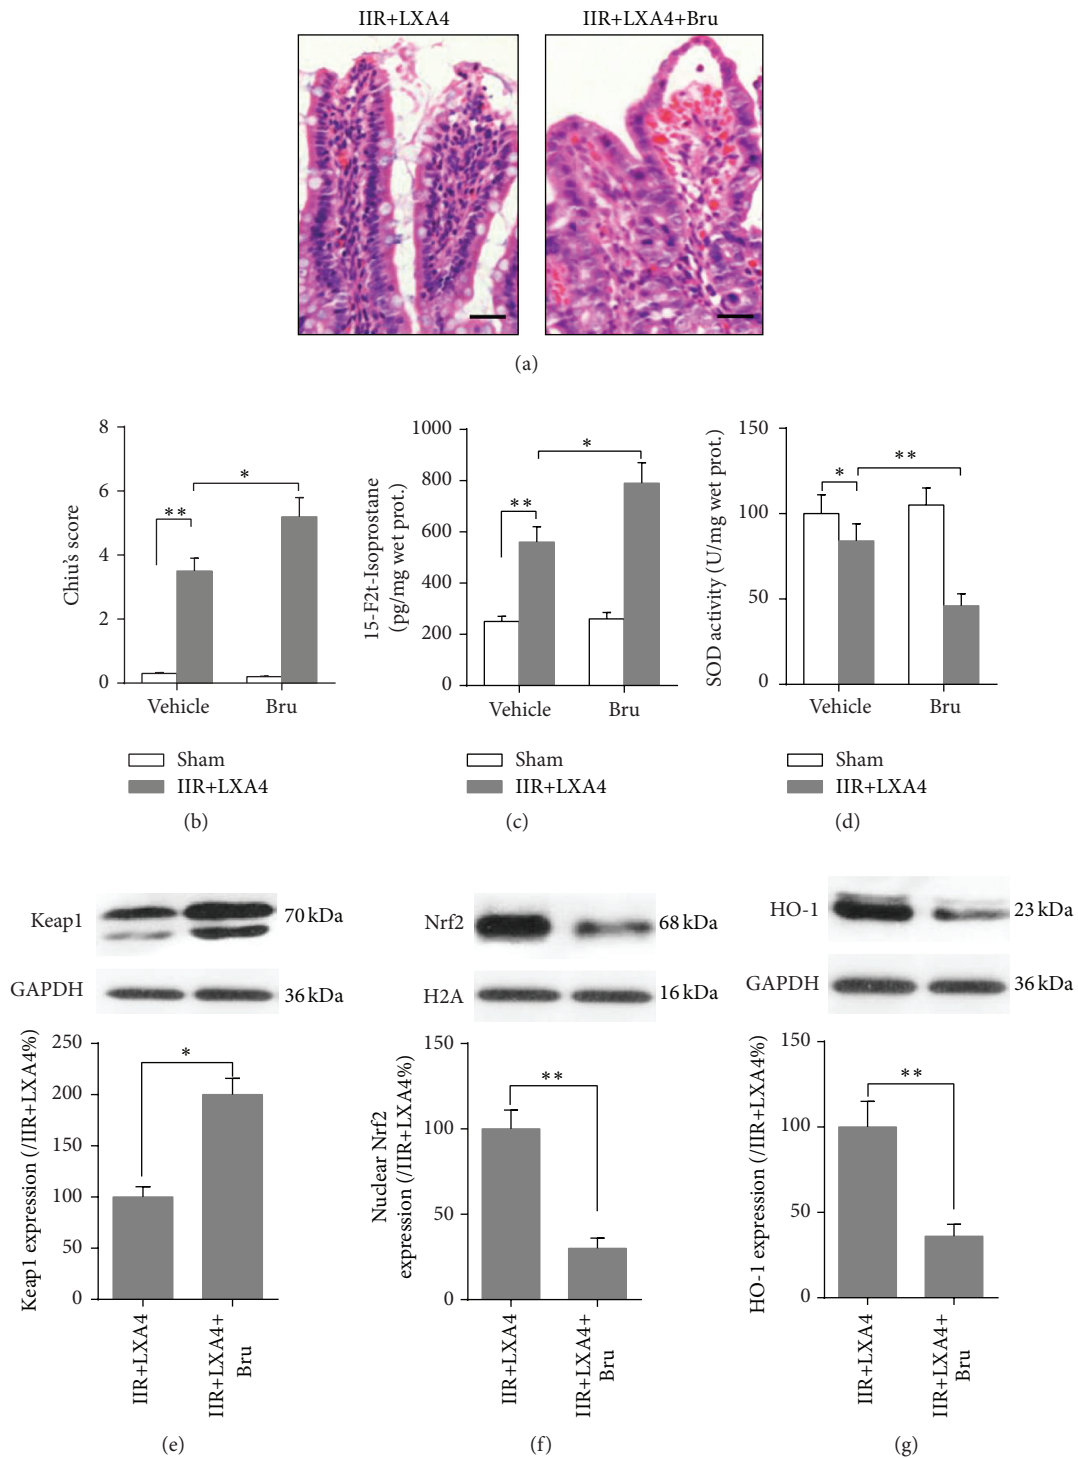 IIR+LXA4
IIR+LXA4+Bru
(a)
8
6
4
2
0
Chiu's score
**
*
Vehicle
Bru
Sham
IIR+LXA4
(b)
1000
800
600
400
200
0
15-F2t-Isoprostane
(pg/mg wet prot.)
**
*
Vehicle
Bru
Sham
IIR+LXA4
(c)
150
100
50
0
SOD activity (U/mg wet prot.)
*
**
Vehicle
Bru
Sham
IIR+LXA4
(d)
Keap1
70 kDa
GAPDH
36 kDa
250
200
150
100
50
0
Keap1 expression (/IIR+LXA4%)
*
IIR+LXA4
IIR+LXA4+
Bru
(e)
Nrf2
68 kDa
H2A
16 kDa
150
100
50
0
Nuclear Nrf2
expression (/IIR+LXA4%)
**
IIR+LXA4
IIR+LXA4+
Bru
(f)
HO-1
23 kDa
GAPDH
36 kDa
150
100
50
0
HO-1 expression (/IIR+LXA4%)
**
IIR+LXA4
IIR+LXA4+
Bru
(g)